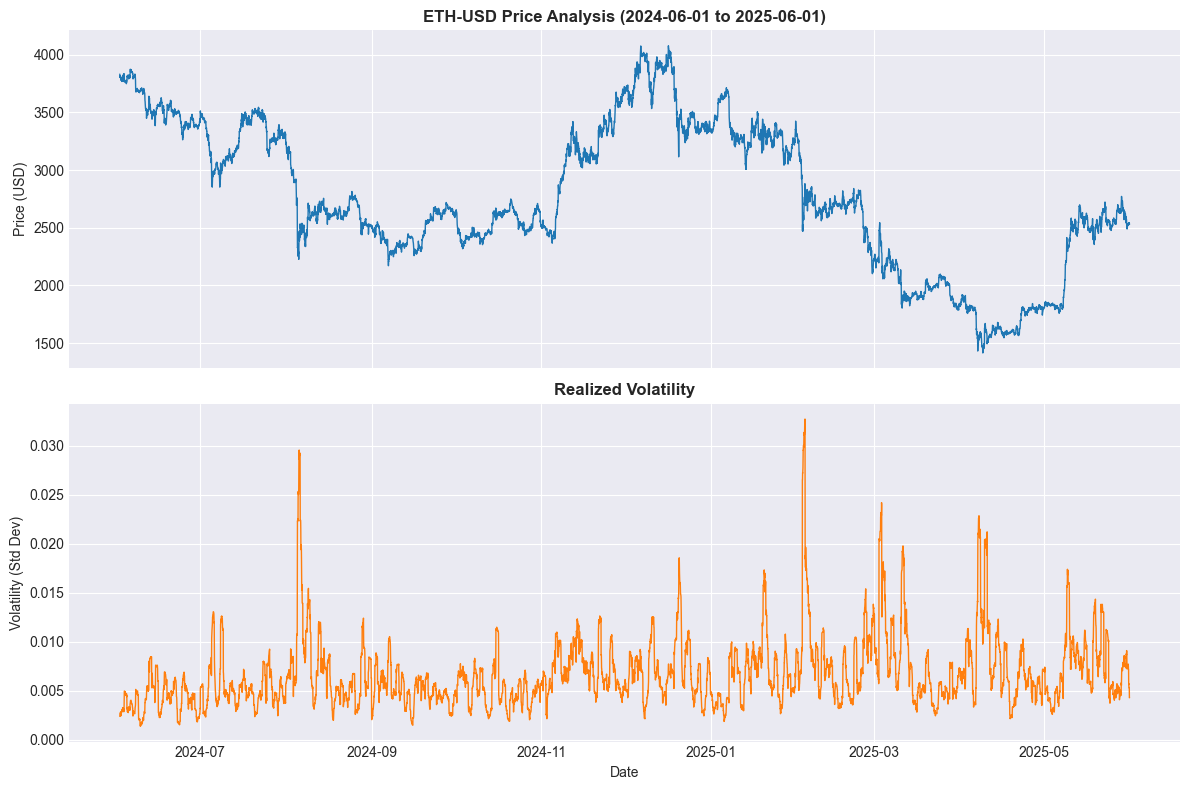 ETH-USD Price Analysis (2024-06-01 to 2025-06-01)
4000
3500
3000
2500
2000
1500
Price (USD)
Realized Volatility
0.030
0.025
0.020
0.015
0.010
0.005
0.000
Volatility (Std Dev)
2024-07 2024-09 2024-11 2025-01 2025-03 2025-05
Date